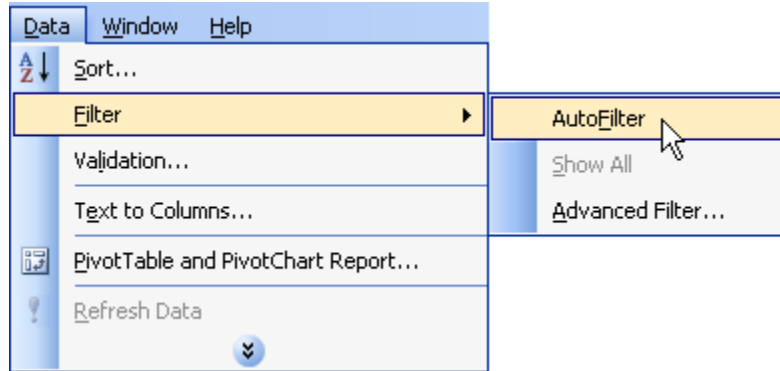 Data Window Help
Sort...
Filter
AutoFilter
Validation...
Show All
Text to Columns...
Advanced Filter...
PivotTable and PivotChart Report...
Refresh Data